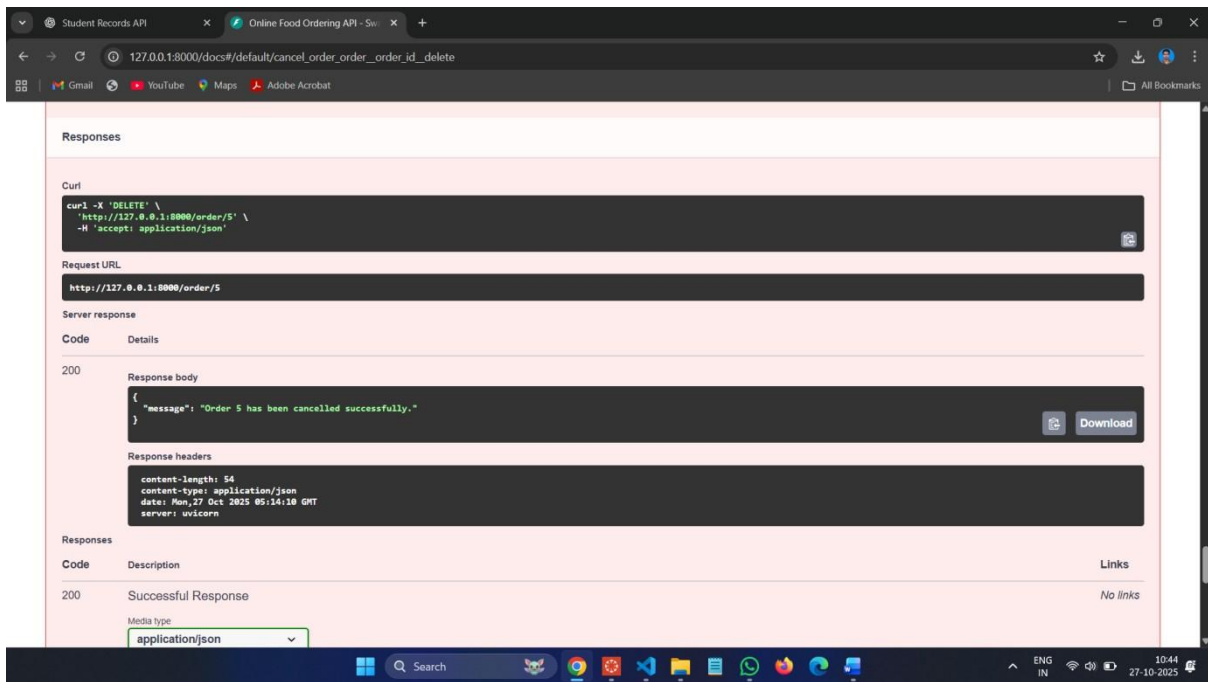 Student Records API
Online Food Ordering API - Sw
127.0.0.1:8000/docs#/default/cancel_order_order__order_id__delete
Gmail YouTube Maps Adobe Acrobat All Bookmarks
Responses
Curl
curl -X 'DELETE' \
'http://127.0.0.1:8000/order/5' \
-H 'accept: application/json'
Request URL
http://127.0.0.1:8000/order/5
Server response
Code Details
200
Response body
{
"message": "Order 5 has been cancelled successfully."
}
Download
Response headers
content-length: 54
content-type: application/json
date: Mon,27 Oct 2025 05:14:10 GMT
server: uvicorn
Responses
Code Description Links
200 Successful Response No links
Media type
application/json
Search
ENG
IN
10:44
27-10-2025